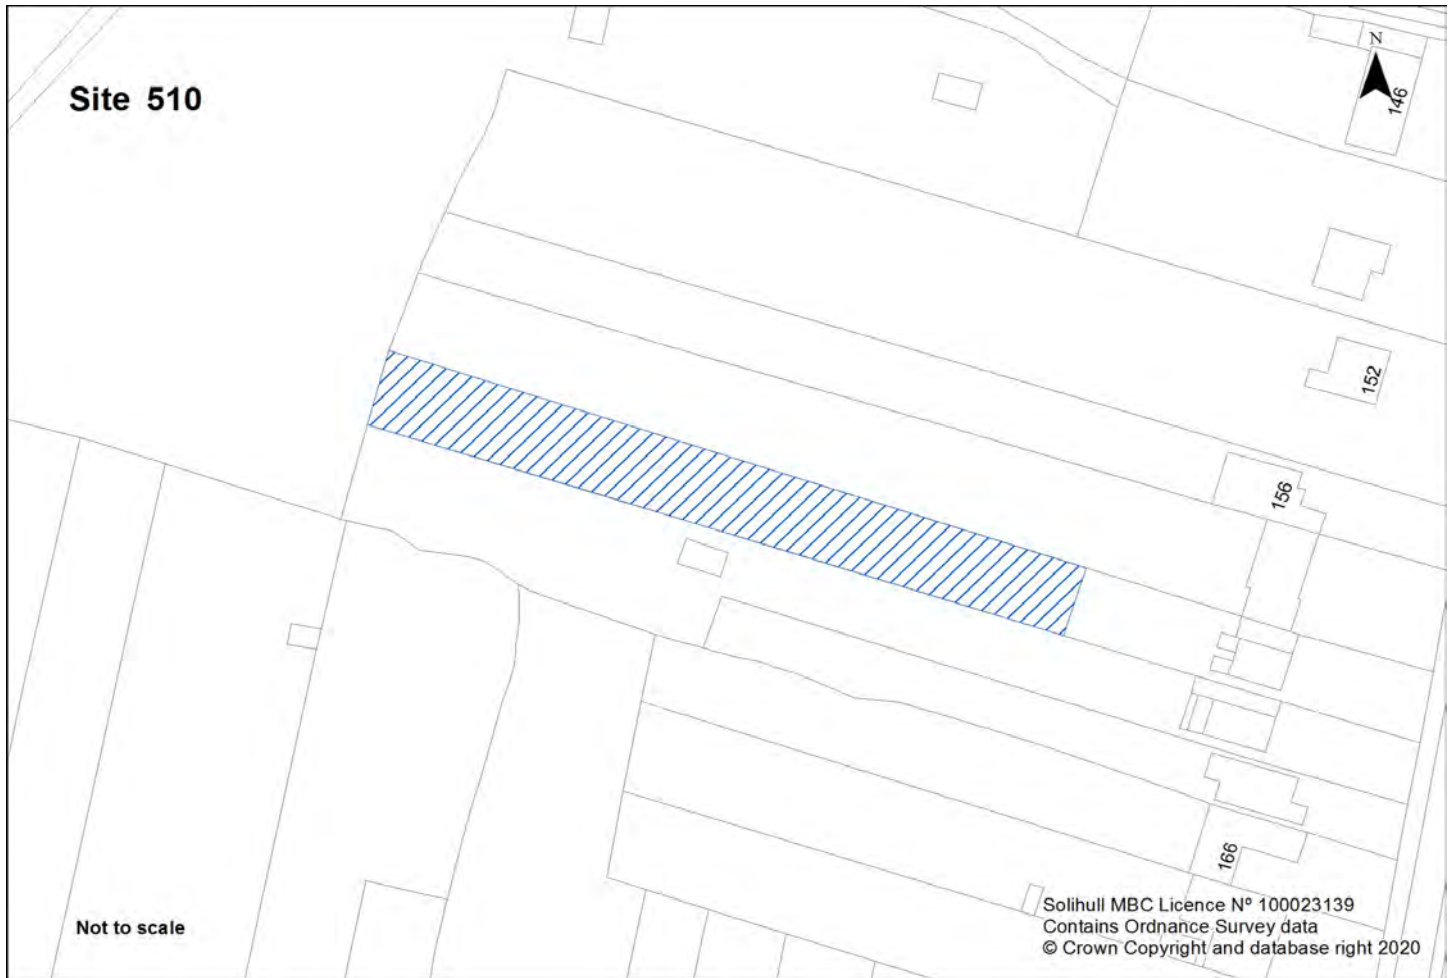 Site 510
N
146
152
156
166
Not to scale
Solihull MBC Licence Nº 100023139
Contains Ordnance Survey data
© Crown Copyright and database right 2020